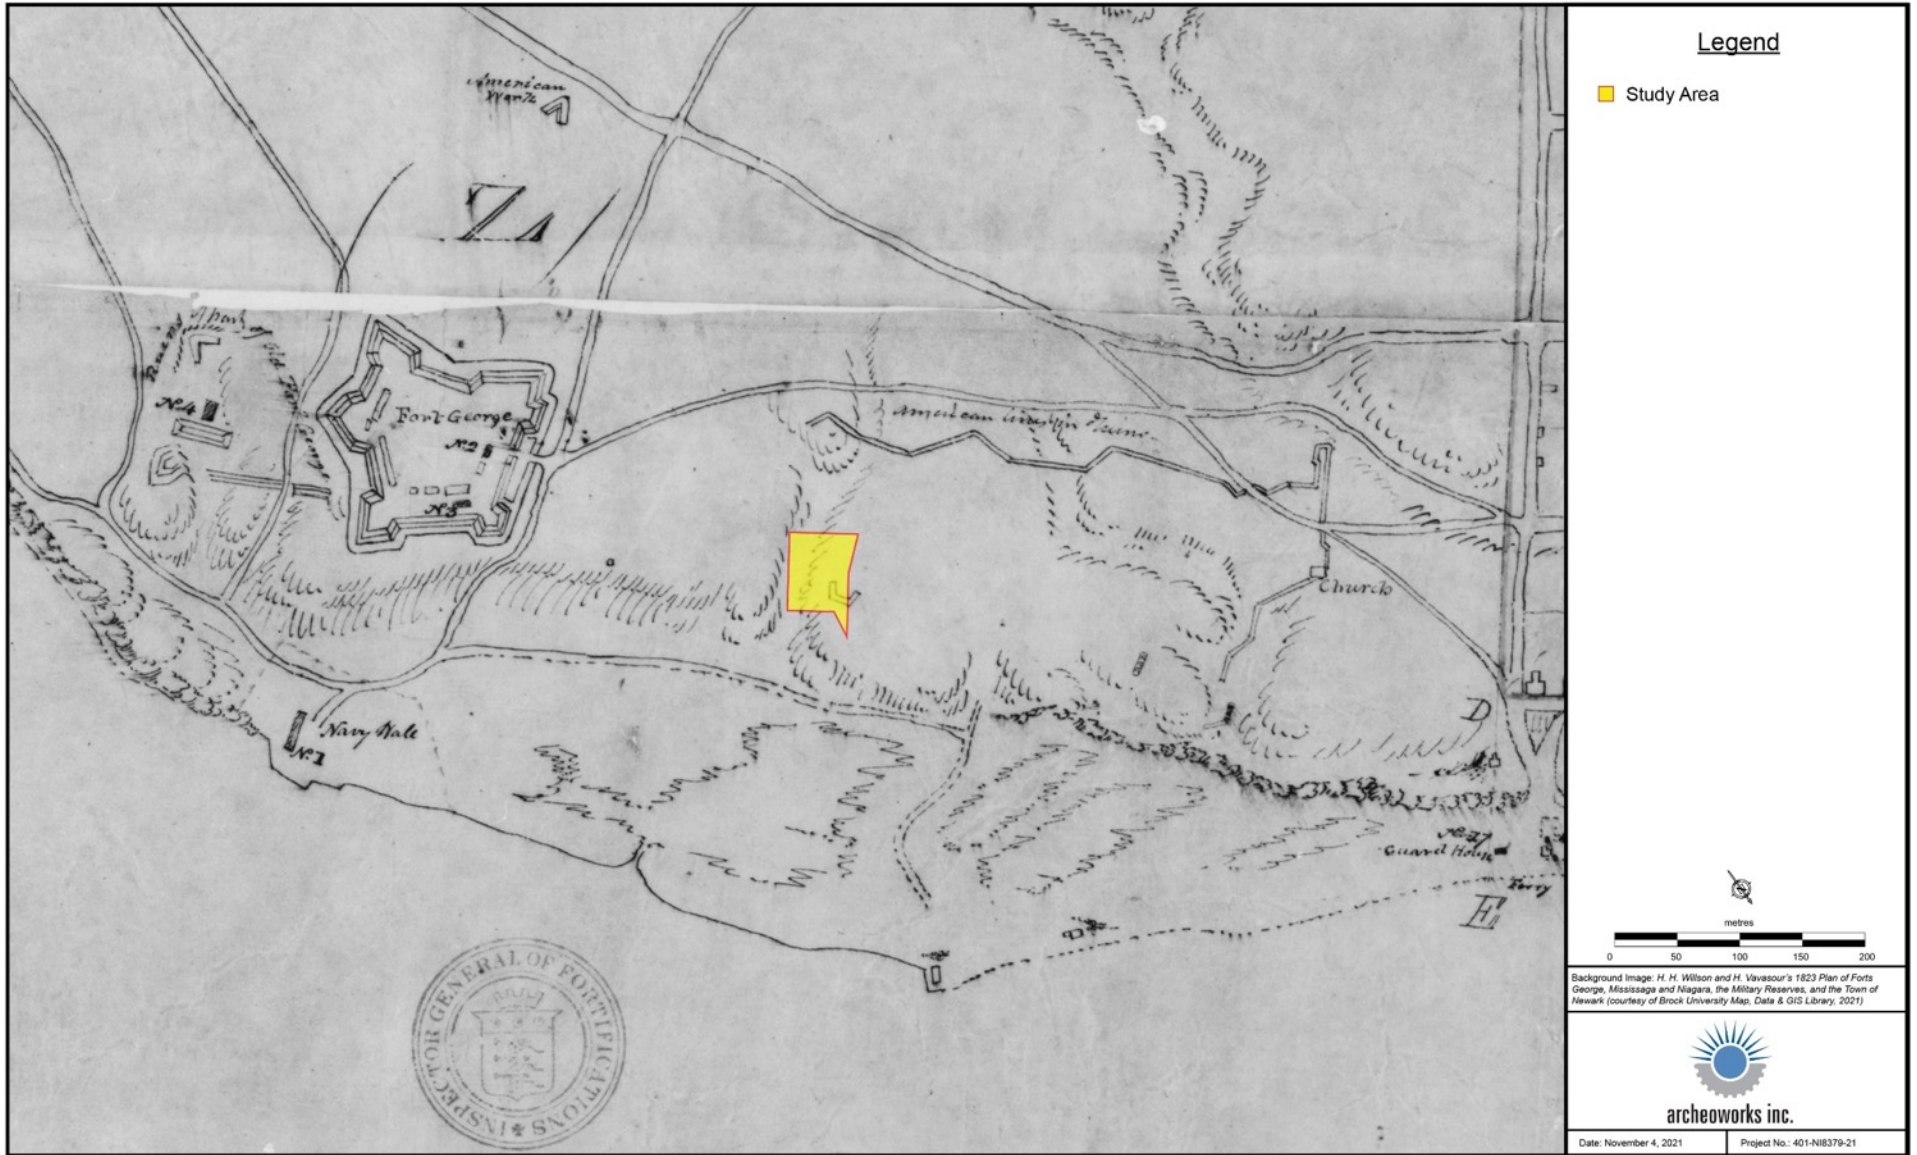 American
Work
Z
Part of Old Fort George
No. 4
Fort George
No. 2
No. 3
American lines in
Church
Navy Hall
No. 1
D
Guard House
Ferry
E
INSPECTOR GENERAL OF FORTIFICATIONS
Legend
Study Area
metres
0 50 100 150 200
Background Image: H. H. Willson and H. Vavasour's 1823 Plan of Forts
George, Mississaga and Niagara, the Military Reserves, and the Town of
Newark (courtesy of Brock University Map, Data & GIS Library, 2021)
archeoworks inc.
Date: November 4, 2021
Project No.: 401-NI8379-21